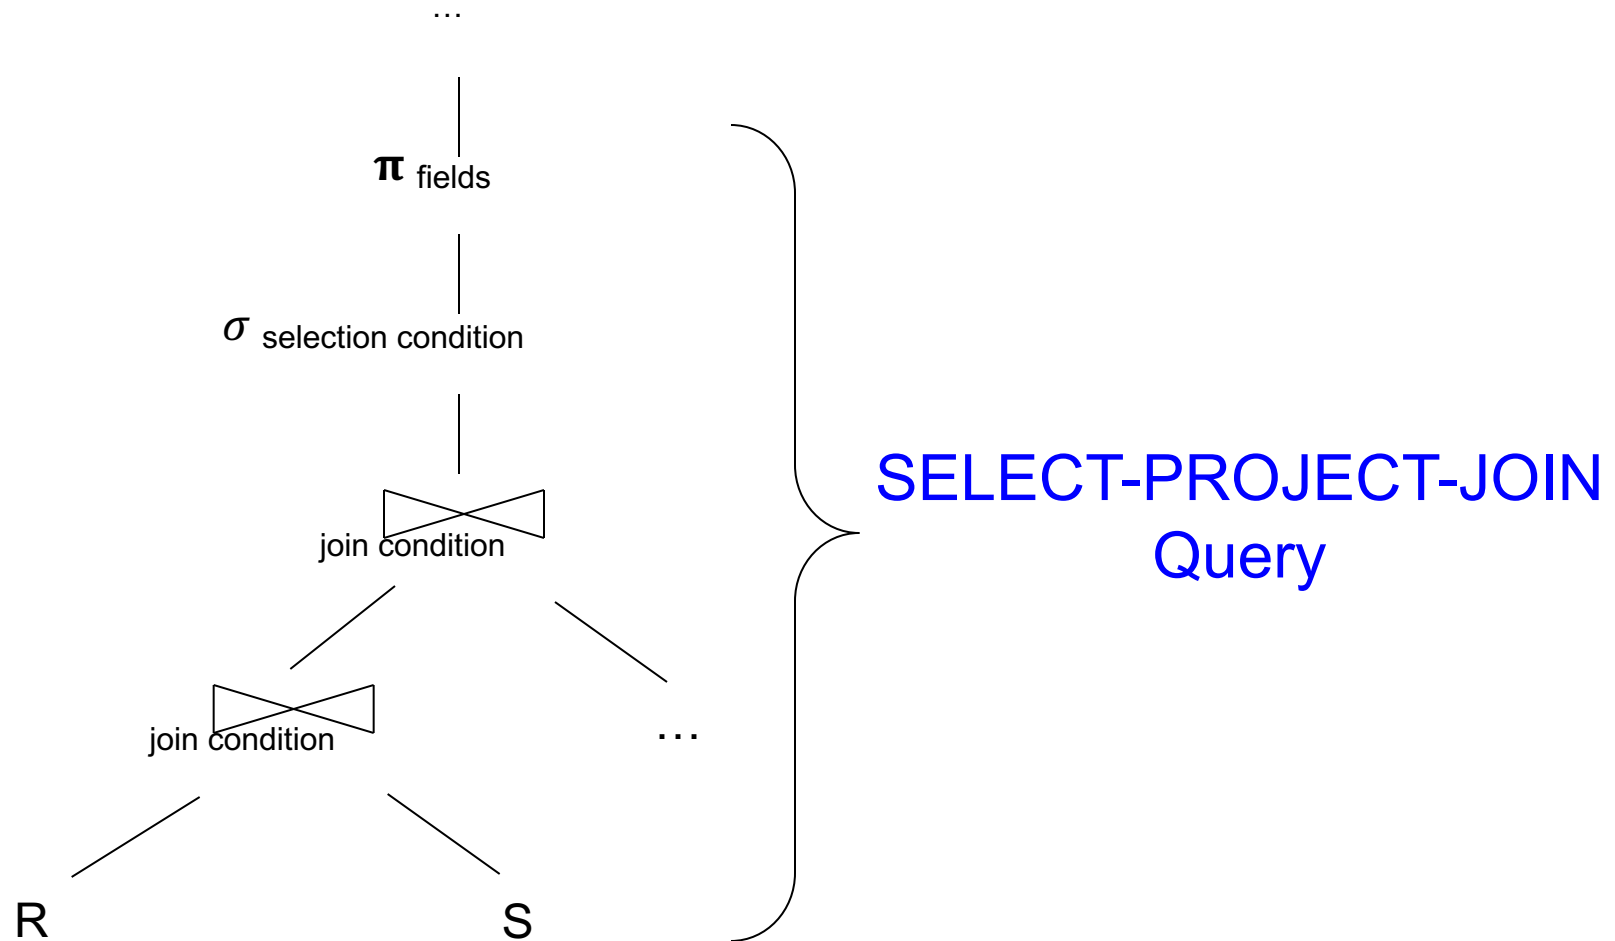 …
π fields
σ selection condition
SELECT-PROJECT-JOIN
Query
join condition
join condition
…
R
S